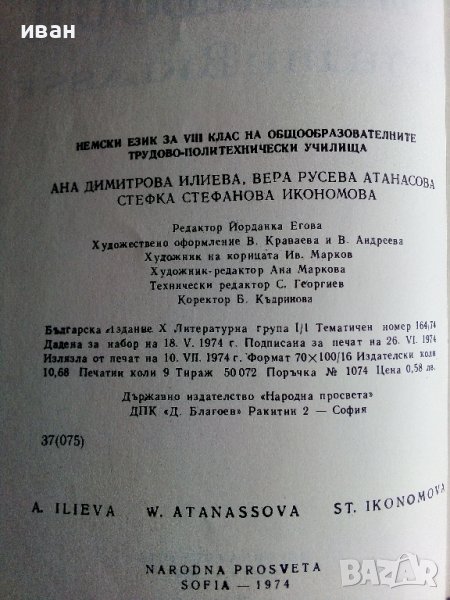 иван
НЕМСКИ ЕЗИК ЗА VIII КЛАС НА ОБЩООБРАЗОВАТЕЛНИТЕ
ТРУДОВО-ПОЛИТЕХНИЧЕСКИ УЧИЛИЩА
АНА ДИМИТРОВА ИЛИЕВА, ВЕРА РУСЕВА АТАНАСОВА
СТЕФКА СТЕФАНОВА ИКОНОМОВА
Редактор Йорданка Егова
Художествено оформление В. Краваева и В. Андреева
Художник на корицата Ив. Марков
Художник-редактор Ана Маркова
Технически редактор С. Георгиев
Коректор Б. Къдринова
Българска издание X Литературна група I/1 Тематичен номер 164,74
Дадена за набор на 18. V. 1974 г. Подписана за печат на 26. VI. 1974
Излязла от печат на 10. VII. 1974 г. Формат 70×100/16 Издателски коли
10,68 Печатни коли 9 Тираж 50 072 Поръчка № 1074 Цена 0,58 лв.
Държавно издателство «Народна просвета»
ДПК «Д. Благоев» Ракитин 2 — София
37(075)
A. ILIEVA W. ATANASSOVA ST. IKONOMOVA
NARODNA PROSVETA
SOFIA — 1974
BAZAR